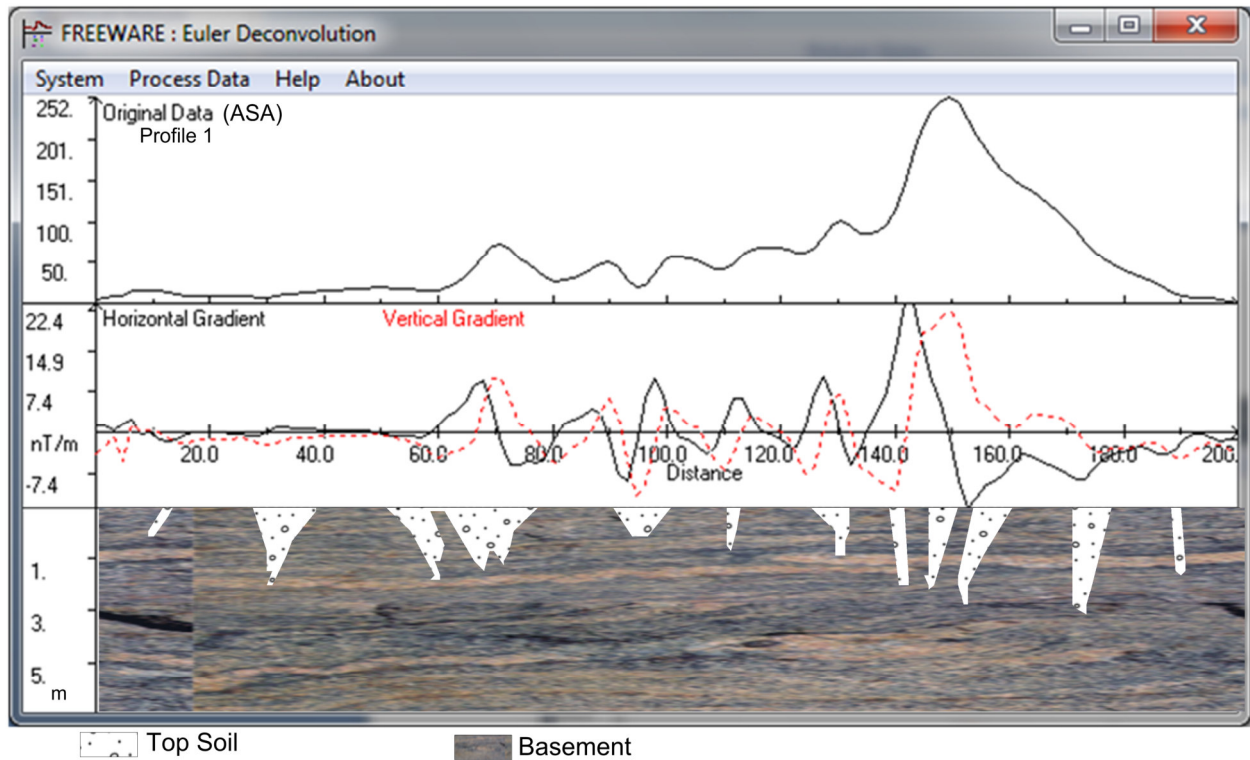 FREEWARE : Euler Deconvolution
System Process Data Help About
252.
Original Data (ASA)
Profile 1
201.
151.
100.
50.
22.4
Horizontal Gradient
Vertical Gradient
14.9
7.4
nT/m
20.0 40.0 60.0 80.0 100.0 120.0 140.0 160.0 180.0 200.
Distance
-7.4
1.
3.
5.
m
Top Soil
Basement